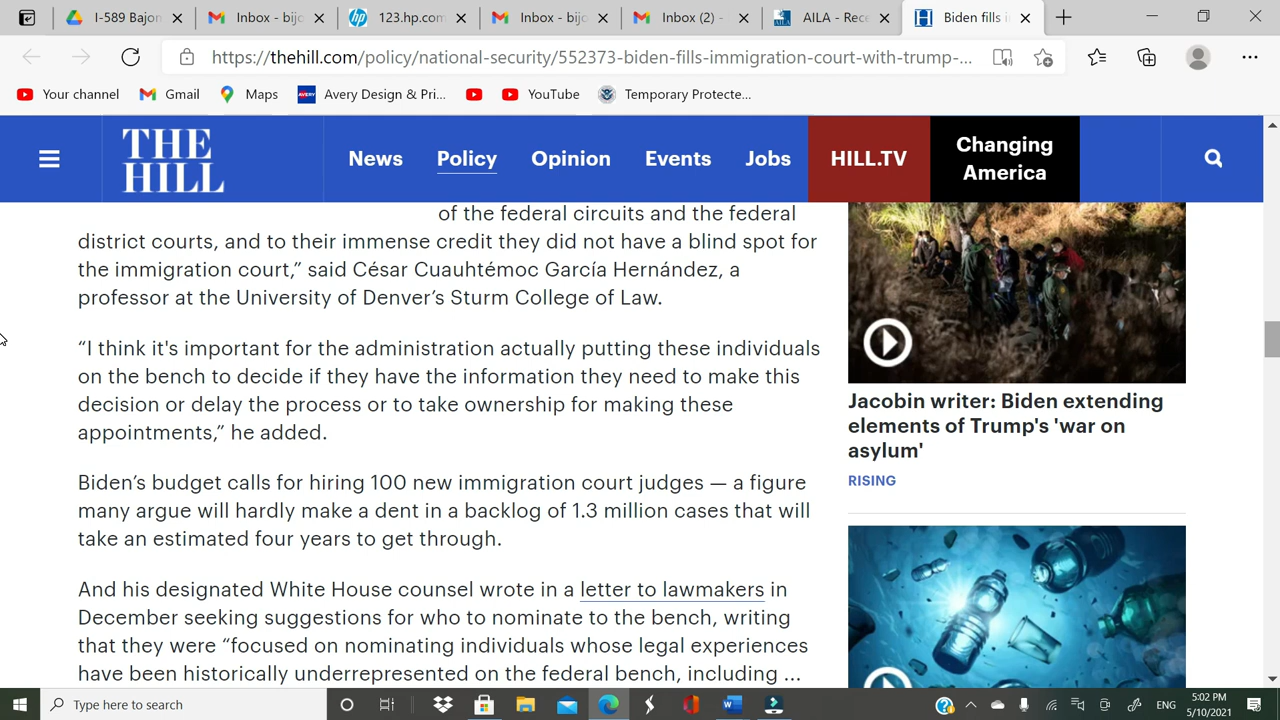 I-589 Bajon
Inbox - bijo
123.hp.com
Inbox - bijc
Inbox (2) -
AILA - Rece
Biden fills i
https://thehill.com/policy/national-security/552373-biden-fills-immigration-court-with-trump-...
Your channel
Gmail
Maps
AVERY
Avery Design & Pri...
YouTube
Temporary Protecte...
THE
HILL
News
Policy
Opinion
Events
Jobs
HILL.TV
Changing
America
of the federal circuits and the federal
district courts, and to their immense credit they did not have a blind spot for
the immigration court,” said César Cuauhtémoc García Hernández, a
professor at the University of Denver’s Sturm College of Law.
“I think it's important for the administration actually putting these individuals
on the bench to decide if they have the information they need to make this
decision or delay the process or to take ownership for making these
appointments,” he added.
Biden’s budget calls for hiring 100 new immigration court judges — a figure
many argue will hardly make a dent in a backlog of 1.3 million cases that will
take an estimated four years to get through.
And his designated White House counsel wrote in a letter to lawmakers in
December seeking suggestions for who to nominate to the bench, writing
that they were “focused on nominating individuals whose legal experiences
have been historically underrepresented on the federal bench, including ...
Jacobin writer: Biden extending
elements of Trump's 'war on
asylum'
RISING
Type here to search
ENG
5:02 PM
5/10/2021